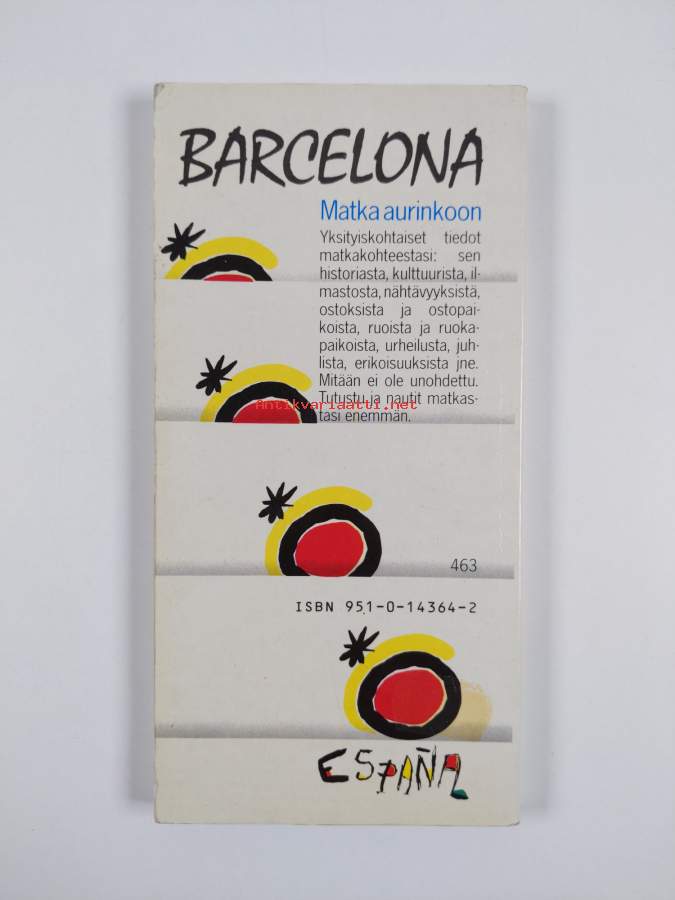 BARCELONA
Matka aurinkoon
Yksityiskohtaiset tiedot
matkakohteestasi: sen
historiasta, kulttuurista, il-
mastosta, nähtävyyksistä,
ostoksista ja ostopai-
koista, ruoista ja ruoka-
paikoista, urheilusta, juh-
lista, erikoisuuksista jne.
Mitään ei ole unohdettu.
Tutustu ja nautit matkas-
Antikvariaatti.net
tasi enemmän.
463
ISBN 951-0-14364-2
ESPAÑA